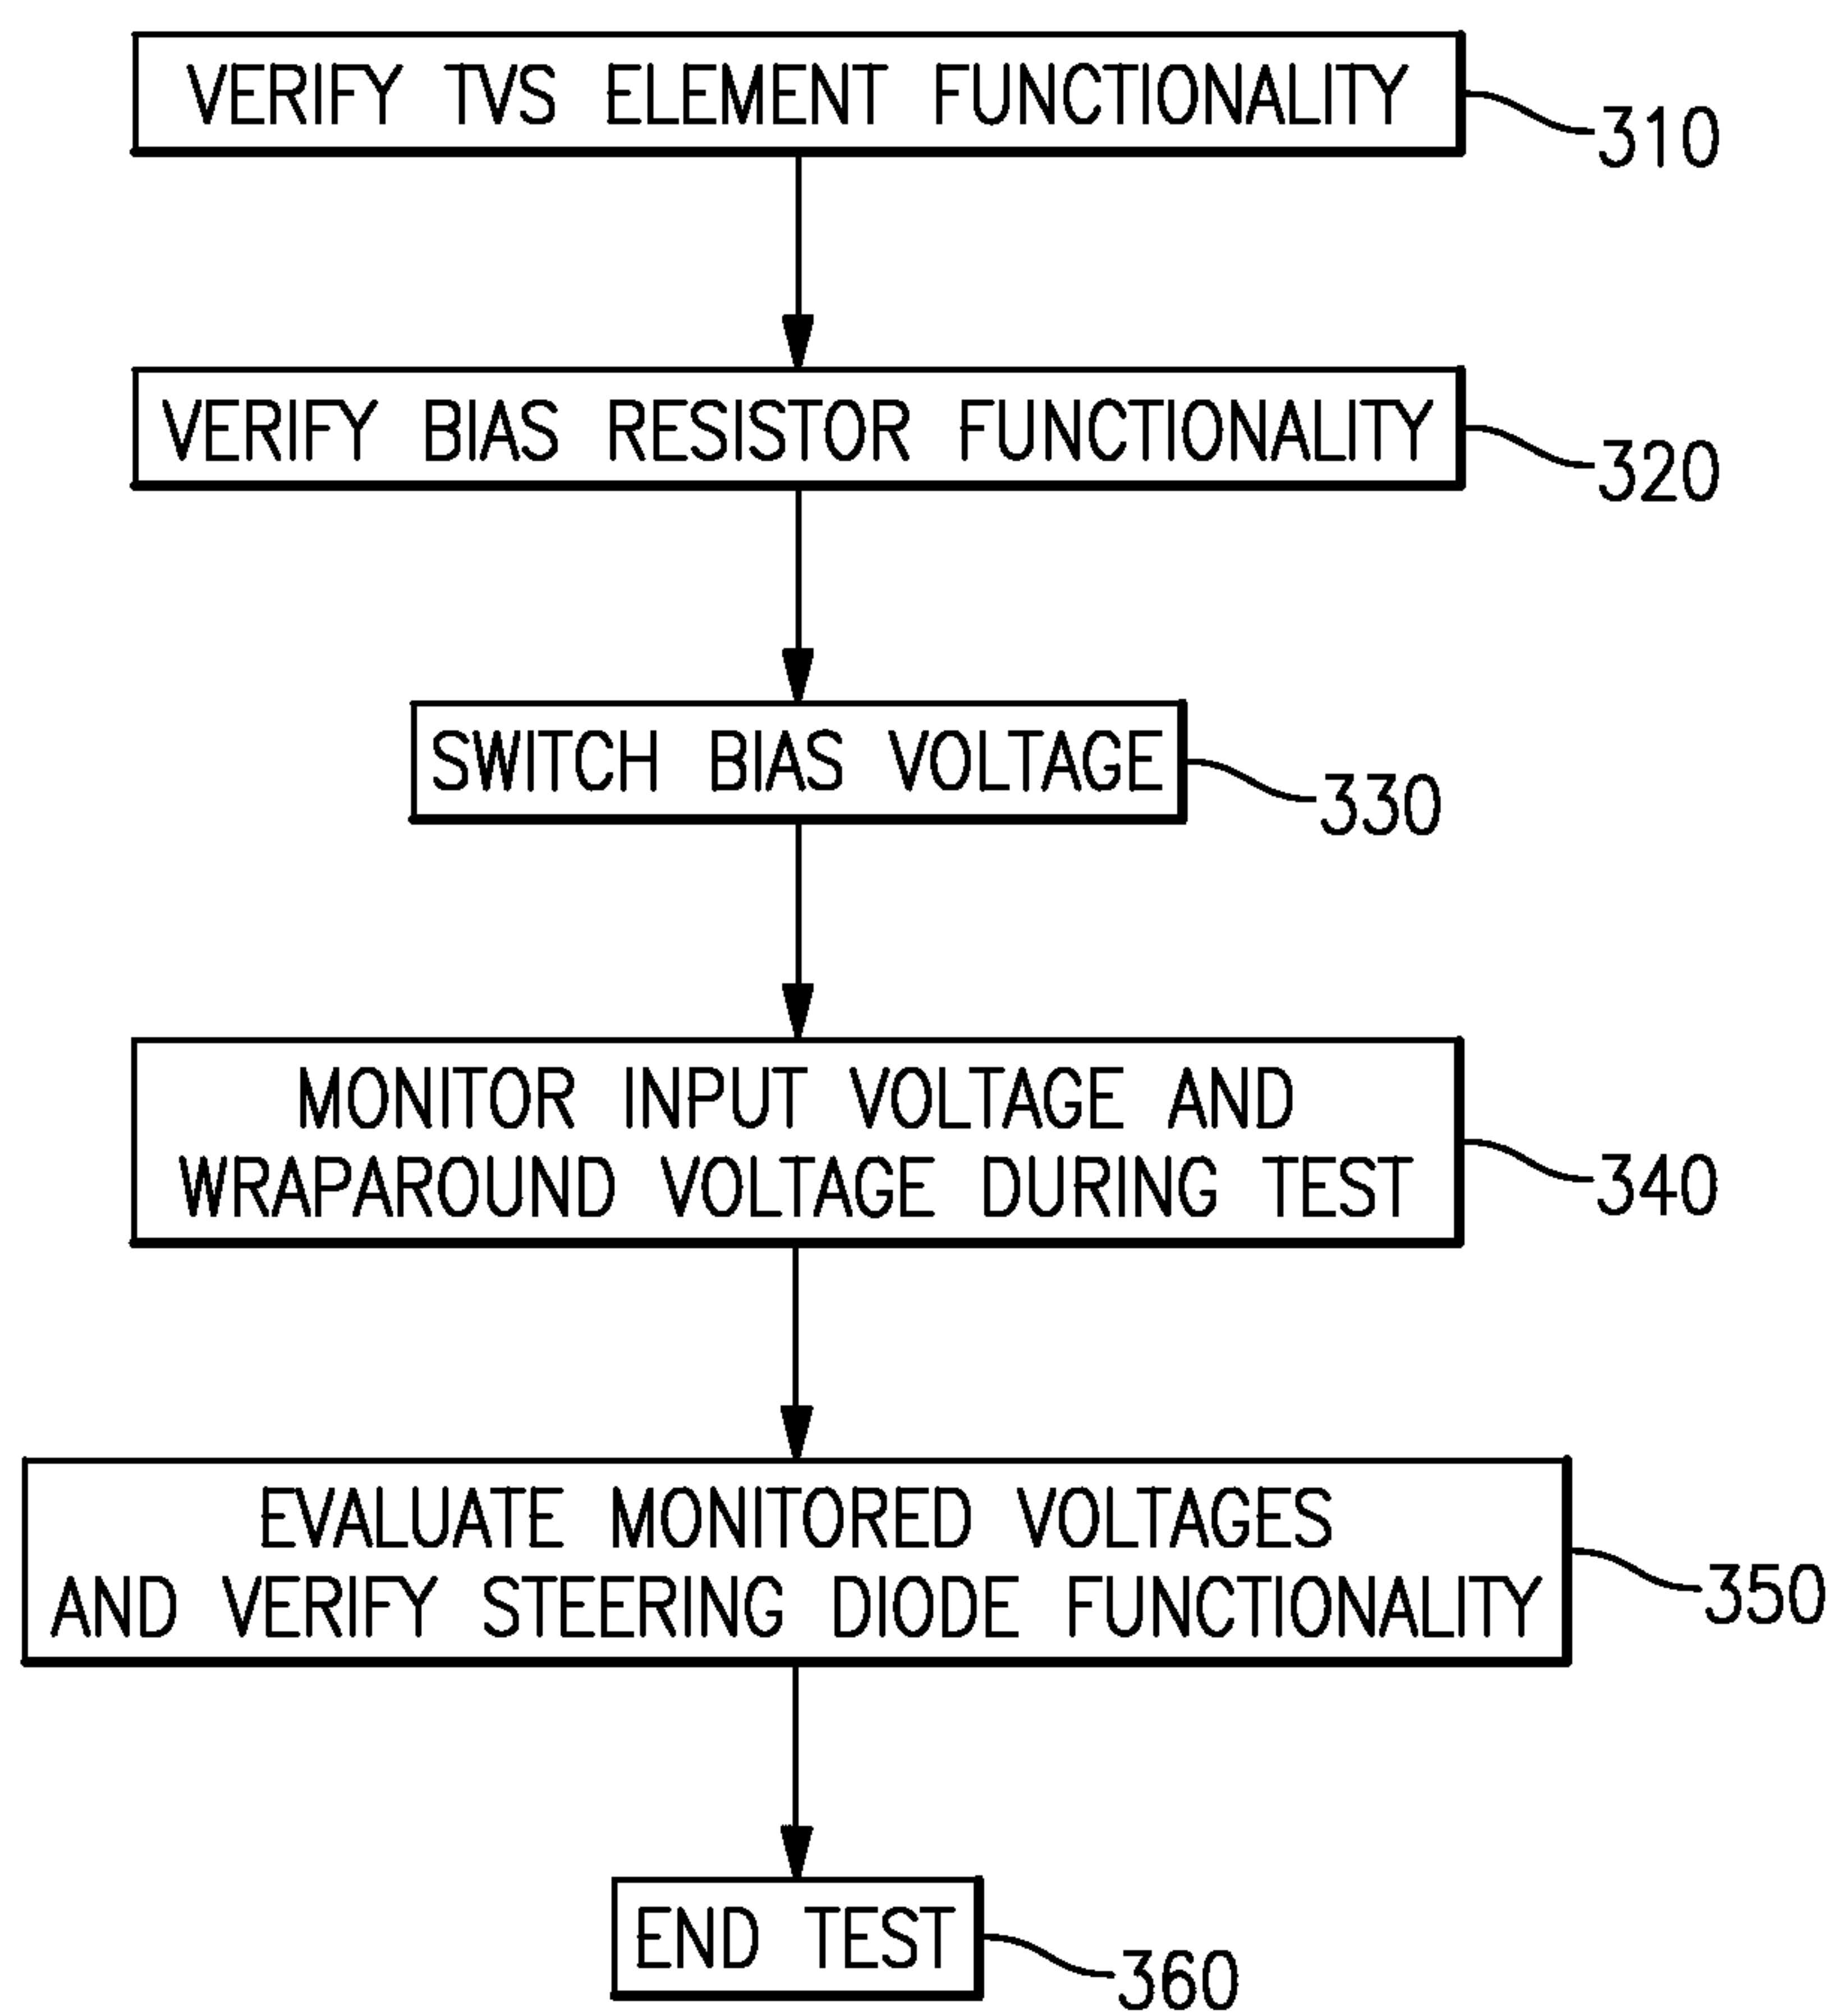 VERIFY TVS ELEMENT FUNCTIONALITY
310
VERIFY BIAS RESISTOR FUNCTIONALITY
320
SWITCH BIAS VOLTAGE
330
MONITOR INPUT VOLTAGE AND
WRAPAROUND VOLTAGE DURING TEST
340
EVALUATE MONITORED VOLTAGES
AND VERIFY STEERING DIODE FUNCTIONALITY
350
END TEST
360